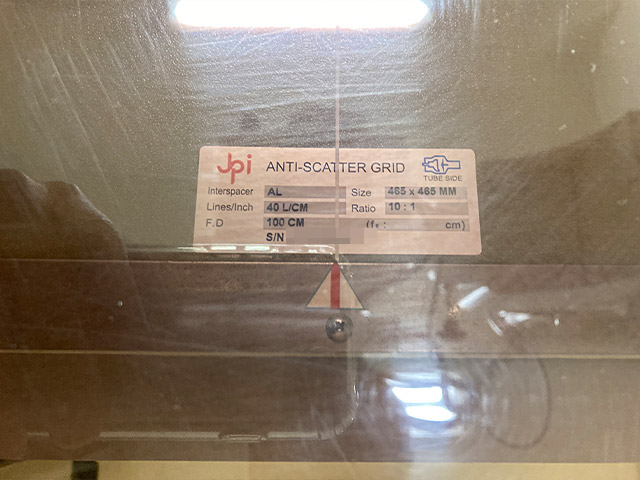 Jpi ANTI-SCATTER GRID
TUBE SIDE
Interspacer AL Size 465 x 465 MM
Lines/Inch 40 L/CM Ratio 10 : 1
F.D 100 CM (f₀ : cm)
S/N